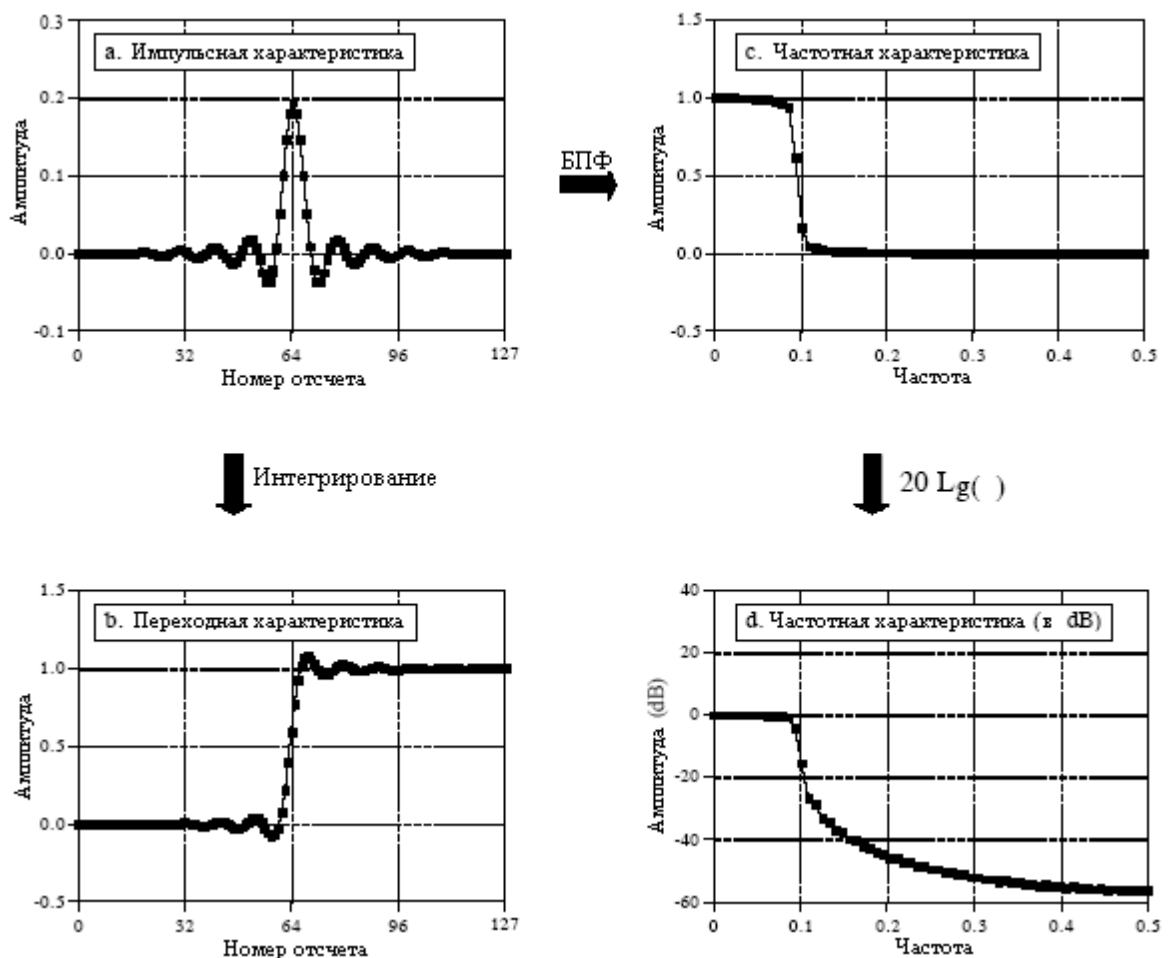 0.3
a. Импульсная характеристика
0.2
0.1
0.0
-0.1
Амплитуда
0 32 64 96 127
Номер отсчета
БПФ
1.5
c. Частотная характеристика
1.0
0.5
0.0
-0.5
Амплитуда
0 0.1 0.2 0.3 0.4 0.5
Частота
Интегрирование
20 Lg( )
1.5
b. Переходная характеристика
1.0
0.5
0.0
-0.5
Амплитуда
0 32 64 96 127
Номер отсчета
40
d. Частотная характеристика (в dB)
20
0
-20
-40
-60
Амплитуда (dB)
0 0.1 0.2 0.3 0.4 0.5
Частота